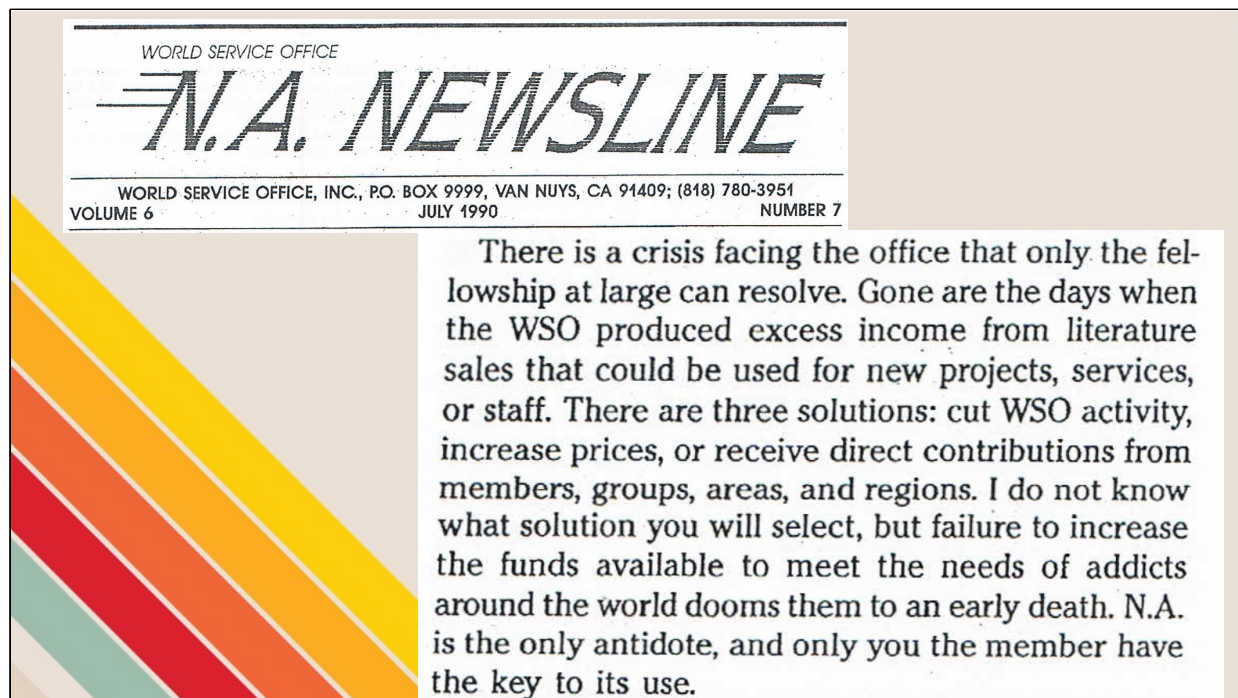 WORLD SERVICE OFFICE
N.A. NEWSLINE
WORLD SERVICE OFFICE, INC., P.O. BOX 9999, VAN NUYS, CA 91409; (818) 780-3951
VOLUME 6 JULY 1990 NUMBER 7
There is a crisis facing the office that only the fel-
lowship at large can resolve. Gone are the days when
the WSO produced excess income from literature
sales that could be used for new projects, services,
or staff. There are three solutions: cut WSO activity,
increase prices, or receive direct contributions from
members, groups, areas, and regions. I do not know
what solution you will select, but failure to increase
the funds available to meet the needs of addicts
around the world dooms them to an early death. N.A.
is the only antidote, and only you the member have
the key to its use.